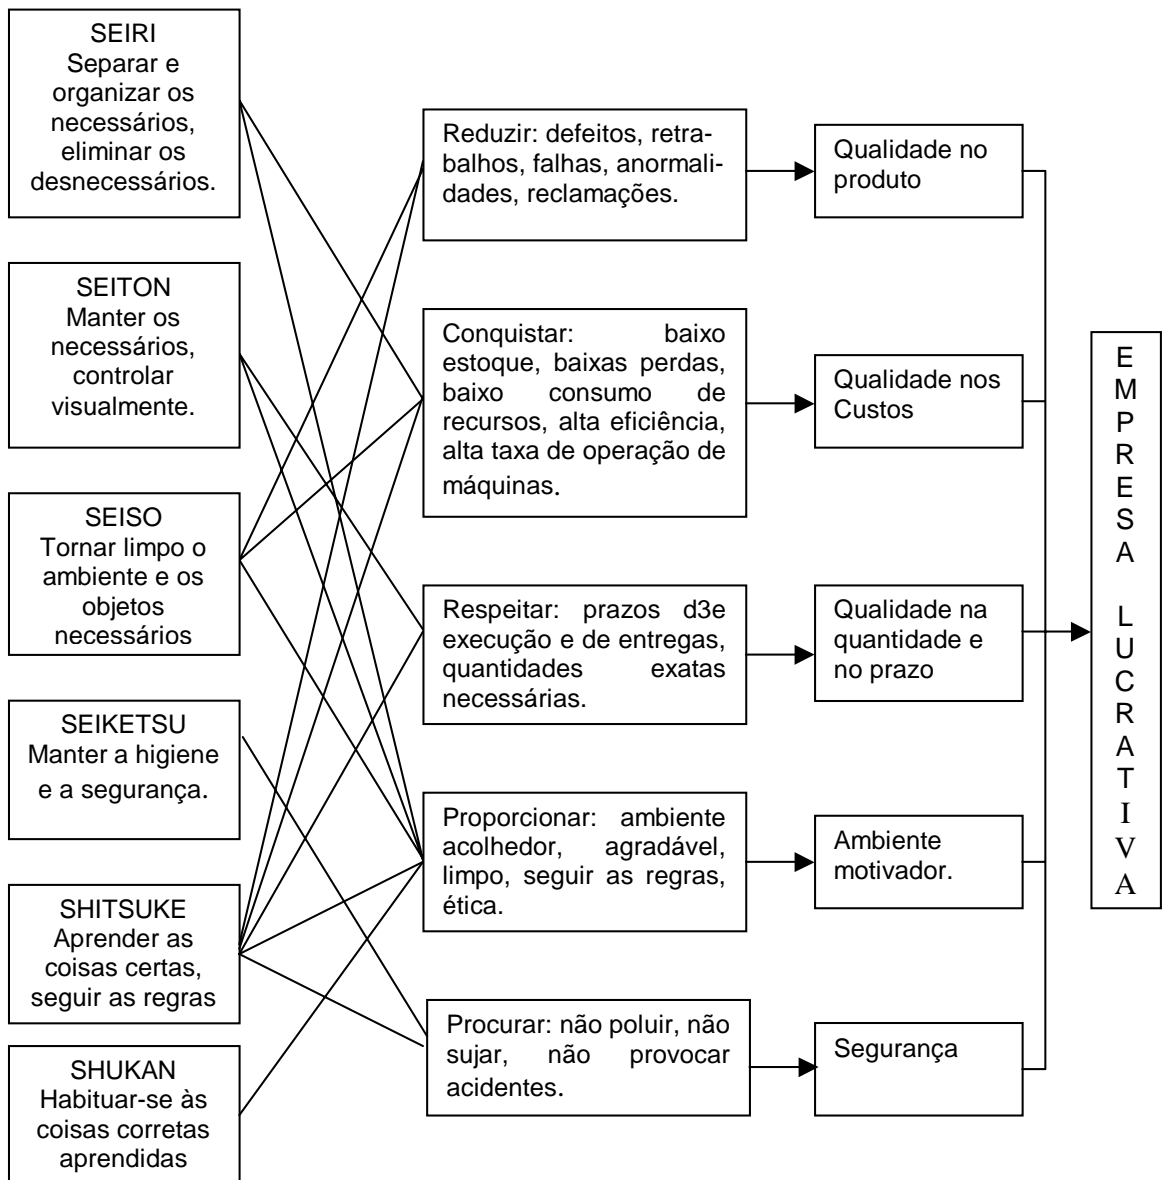 SEIRI
Separar e
organizar os
necessários,
eliminar os
desnecessários.
SEITON
Manter os
necessários,
controlar
visualmente.
SEISO
Tornar limpo o
ambiente e os
objetos
necessários
SEIKETSU
Manter a higiene
e a segurança.
SHITSUKE
Aprender as
coisas certas,
seguir as regras
SHUKAN
Habituar-se às
coisas corretas
aprendidas
Reduzir: defeitos, retra-
balhos, falhas, anormali-
dades, reclamações.
Conquistar: baixo
estoque, baixas perdas,
baixo consumo de
recursos, alta eficiência,
alta taxa de operação de
máquinas.
Respeitar: prazos d3e
execução e de entregas,
quantidades exatas
necessárias.
Proporcionar: ambiente
acolhedor, agradável,
limpo, seguir as regras,
ética.
Procurar: não poluir, não
sujar, não provocar
acidentes.
Qualidade no
produto
Qualidade nos
Custos
Qualidade na
quantidade e
no prazo
Ambiente
motivador.
Segurança
E
M
P
R
E
S
A
L
U
C
R
A
T
I
V
A